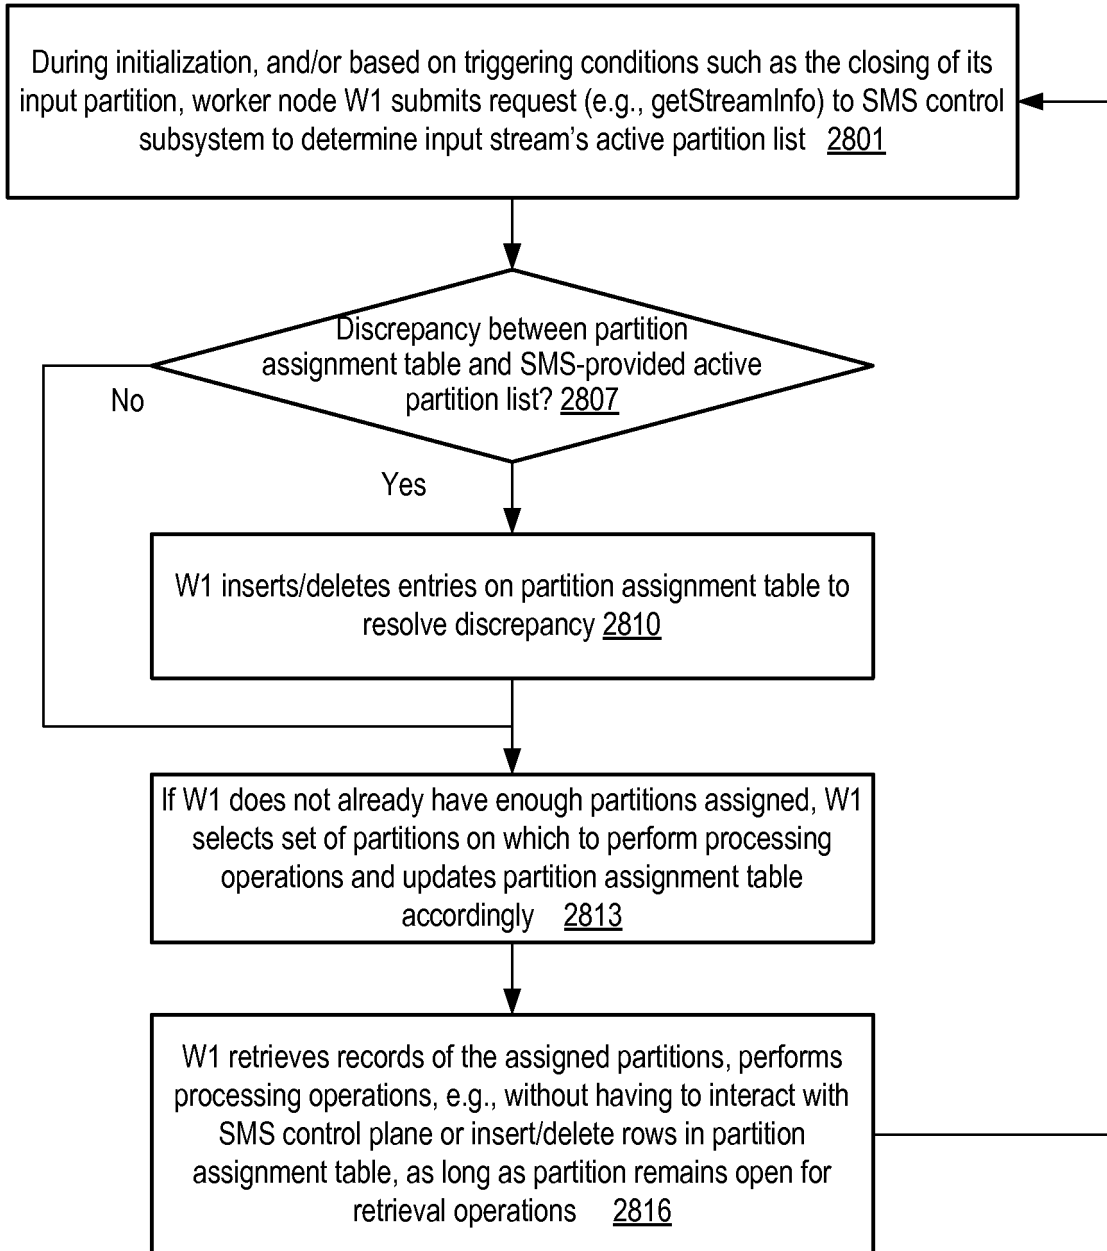 During initialization, and/or based on triggering conditions such as the closing of its
input partition, worker node W1 submits request (e.g., getStreamInfo) to SMS control
subsystem to determine input stream's active partition list 2801
Discrepancy between partition
assignment table and SMS-provided active
partition list? 2807
No
Yes
W1 inserts/deletes entries on partition assignment table to
resolve discrepancy 2810
If W1 does not already have enough partitions assigned, W1
selects set of partitions on which to perform processing
operations and updates partition assignment table
accordingly 2813
W1 retrieves records of the assigned partitions, performs
processing operations, e.g., without having to interact with
SMS control plane or insert/delete rows in partition
assignment table, as long as partition remains open for
retrieval operations 2816